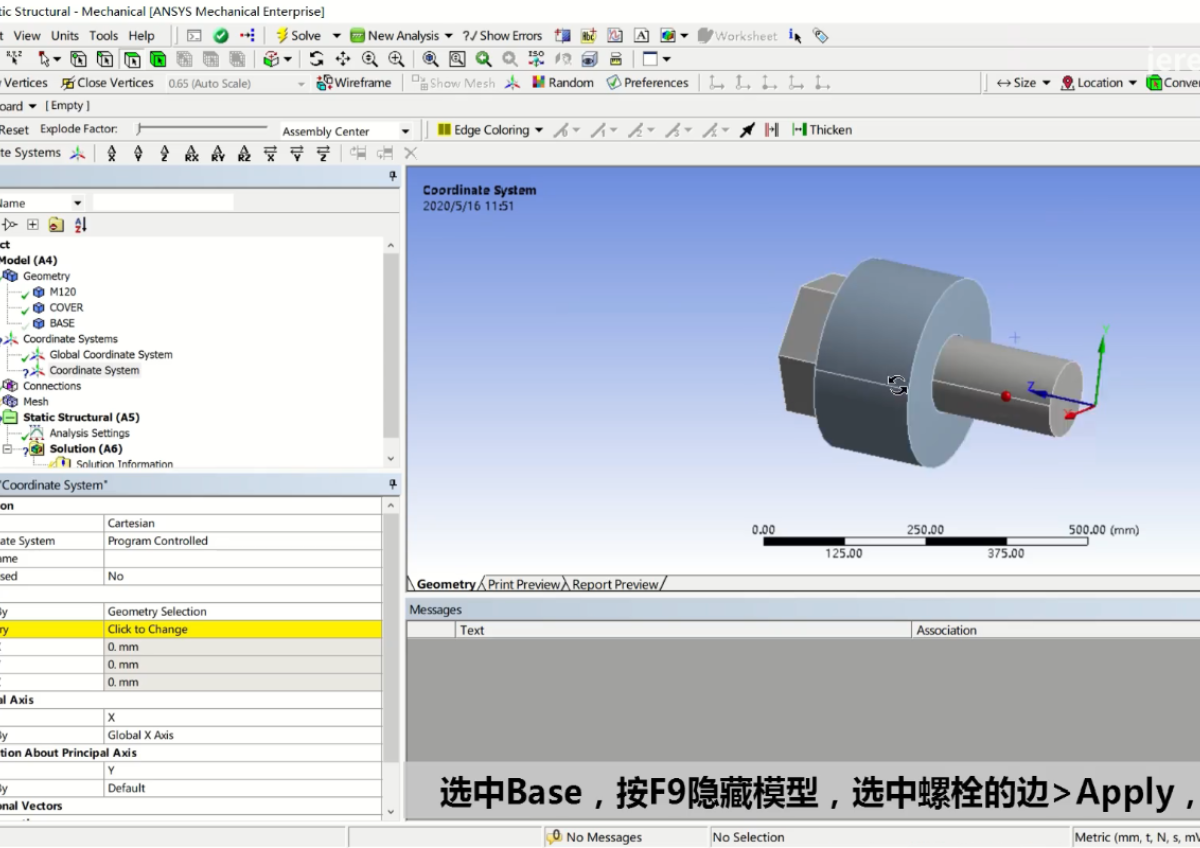 tic Structural - Mechanical [ANSYS Mechanical Enterprise]
t View Units Tools Help Solve New Analysis ?/ Show Errors Worksheet
Vertices Close Vertices 0.65 (Auto Scale) Wireframe Show Mesh Random Preferences Size Location Conver
oard [Empty]
Reset Explode Factor: Assembly Center Edge Coloring Thicken
te Systems X Y Z RX RY RZ X Y Z
Name
ct
Model (A4)
Geometry
M120
COVER
BASE
Coordinate Systems
Global Coordinate System
Coordinate System
Connections
Mesh
Static Structural (A5)
Analysis Settings
Solution (A6)
Solution Information
"Coordinate System"
on
Cartesian
ate System Program Controlled
ame
sed No
By Geometry Selection
ry Click to Change
0. mm
0. mm
0. mm
al Axis
X
By Global X Axis
tion About Principal Axis
Y
By Default
onal Vectors
Coordinate System
2020/5/16 11:51
Y
Z
X
0.00 250.00 500.00 (mm)
125.00 375.00
Geometry Print Preview Report Preview
Messages
Text Association
选中Base，按F9隐藏模型，选中螺栓的边>Apply，
0 No Messages No Selection Metric (mm, t, N, s, mV
jere